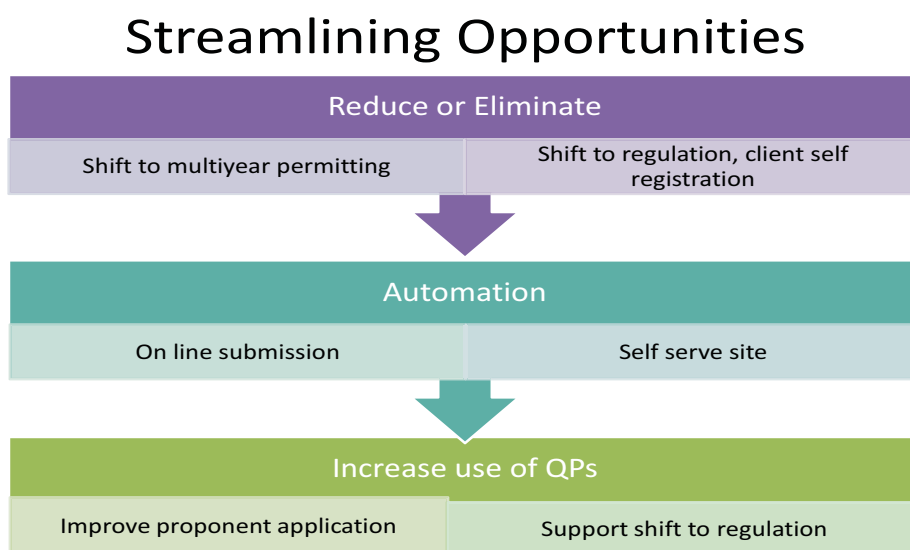 Streamlining Opportunities
Reduce or Eliminate
Shift to multiyear permitting
Shift to regulation, client self
registration
Automation
On line submission
Self serve site
Increase use of QPs
Improve proponent application
Support shift to regulation